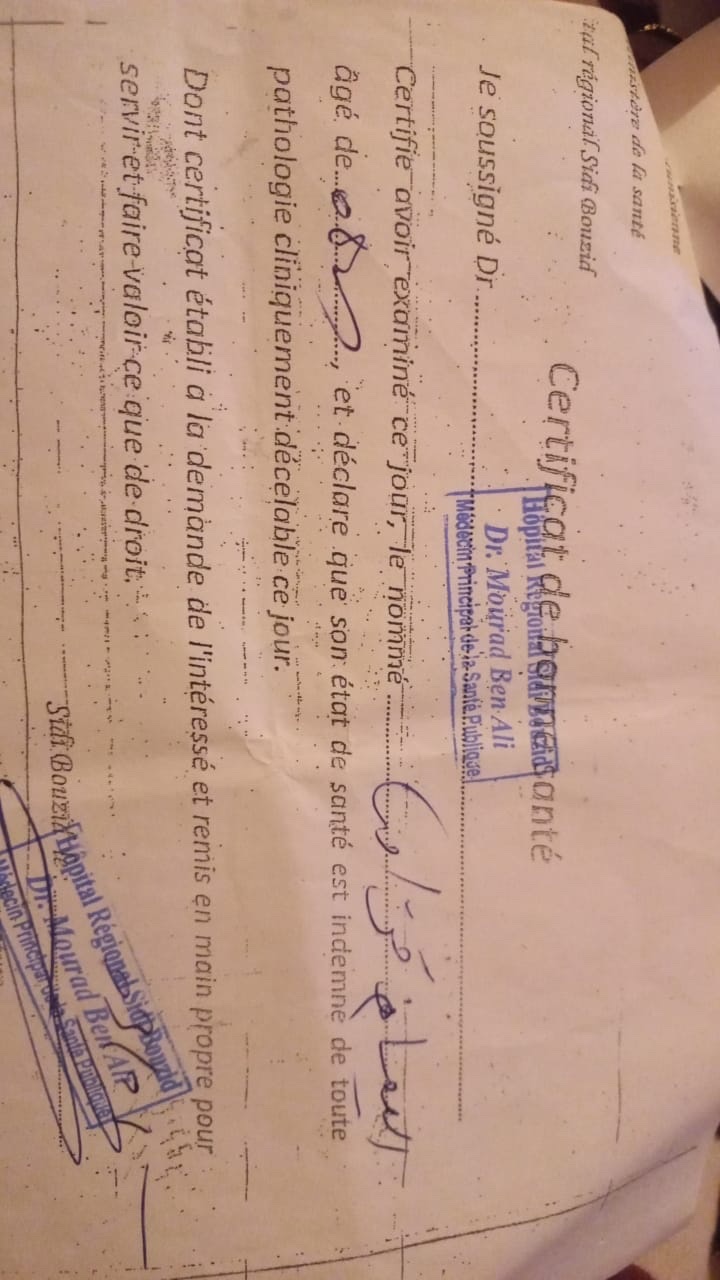 unisienne
Ministère de la santé
tal régional Sidi Bouzid
Certificat de bonne santé
Hôpital Régional Sidi Bouzid
Dr. Mourad Ben Ali
Médecin Principal de la Santé Publique
Je soussigné Dr
Certifie avoir examiné ce jour, le nommé
âgé de , et déclare que son état de santé est indemne de toute
pathologie cliniquement décelable ce jour.
Dont certificat établi a la demande de l'intéressé et remis en main propre pour
servir et faire valoir ce que de droit.
Sidi Bouzid
Hôpital Régional Sidi Bouzid
Dr. Mourad Ben Ali
Médecin Principal de la Santé Publique